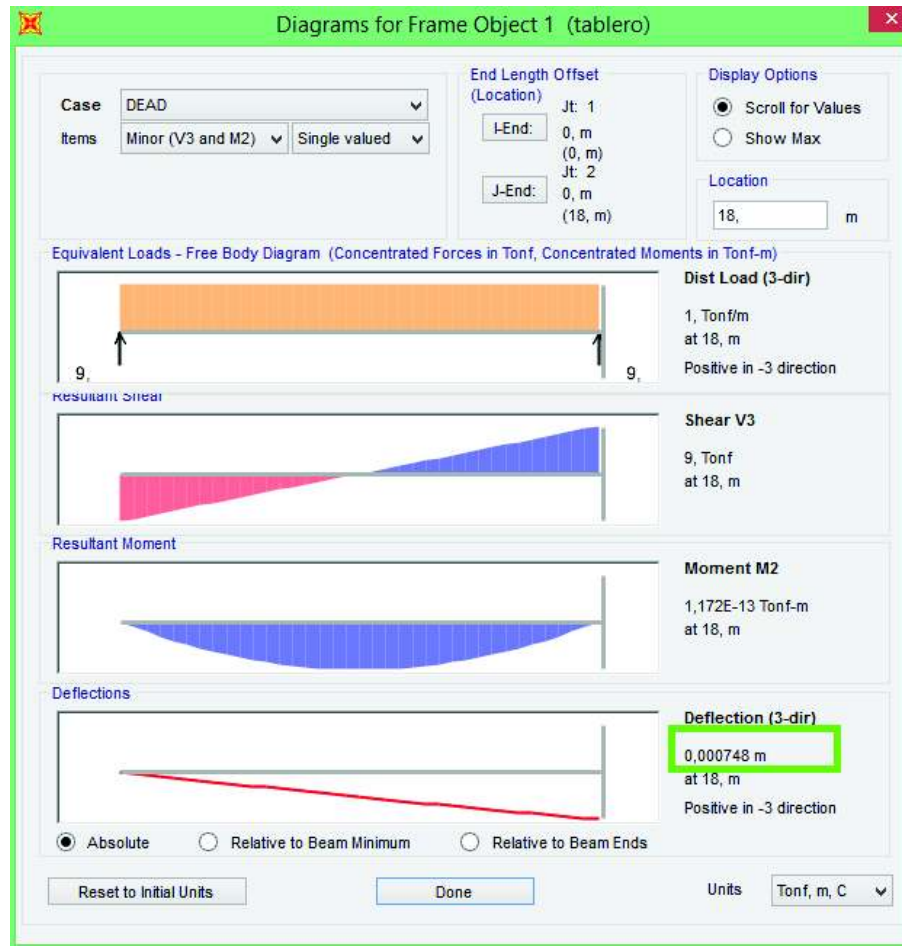 Diagrams for Frame Object 1 (tablero)
Case DEAD
Items Minor (V3 and M2) Single valued
End Length Offset
(Location)
Jt: 1
I-End: 0, m
(0, m)
Jt: 2
J-End: 0, m
(18, m)
Display Options
Scroll for Values
Show Max
Location
18, m
Equivalent Loads - Free Body Diagram (Concentrated Forces in Tonf, Concentrated Moments in Tonf-m)
9, 9,
Dist Load (3-dir)
1, Tonf/m
at 18, m
Positive in -3 direction
Resultant Shear
Shear V3
9, Tonf
at 18, m
Resultant Moment
Moment M2
1,172E-13 Tonf-m
at 18, m
Deflections
Deflection (3-dir)
0,000748 m
at 18, m
Positive in -3 direction
Absolute Relative to Beam Minimum Relative to Beam Ends
Reset to Initial Units Done Units Tonf, m, C